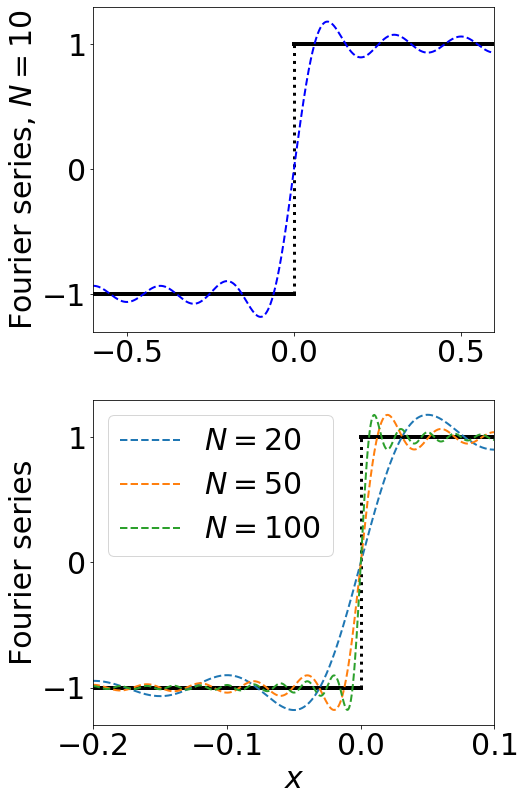 Fourier series, N = 10
1
0
−1
−0.5 0.0 0.5
Fourier series
1
0
−1
N = 20
N = 50
N = 100
−0.2 −0.1 0.0 0.1
x